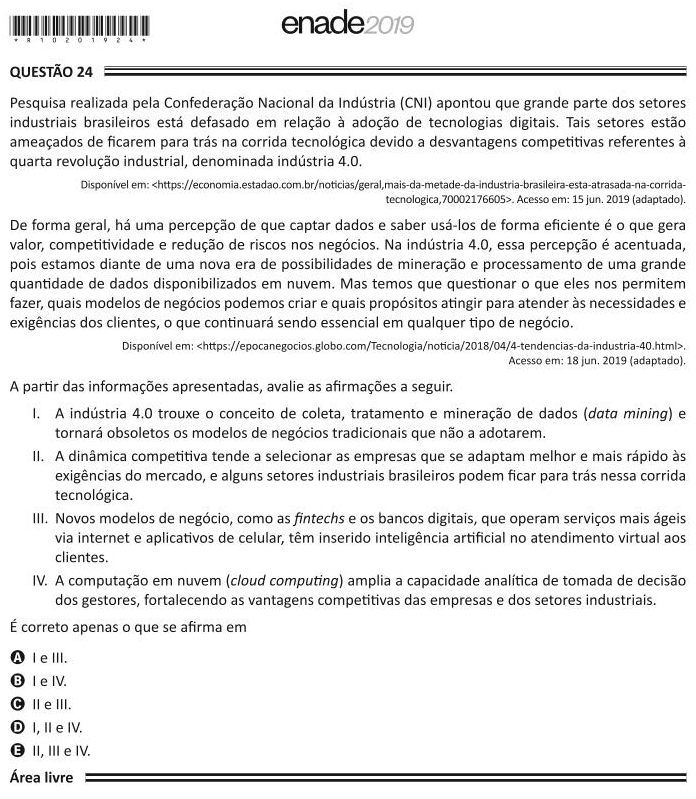 * R 1 0 2 0 1 9 2 4 *
enade2019
QUESTÃO 24
Pesquisa realizada pela Confederação Nacional da Indústria (CNI) apontou que grande parte dos setores
industriais brasileiros está defasado em relação à adoção de tecnologias digitais. Tais setores estão
ameaçados de ficarem para trás na corrida tecnológica devido a desvantagens competitivas referentes à
quarta revolução industrial, denominada indústria 4.0.
Disponível em: <https://economia.estadao.com.br/noticias/geral,mais-da-metade-da-industria-brasileira-esta-atrasada-na-corrida-
tecnologica,70002176605>. Acesso em: 15 jun. 2019 (adaptado).
De forma geral, há uma percepção de que captar dados e saber usá-los de forma eficiente é o que gera
valor, competitividade e redução de riscos nos negócios. Na indústria 4.0, essa percepção é acentuada,
pois estamos diante de uma nova era de possibilidades de mineração e processamento de uma grande
quantidade de dados disponibilizados em nuvem. Mas temos que questionar o que eles nos permitem
fazer, quais modelos de negócios podemos criar e quais propósitos atingir para atender às necessidades e
exigências dos clientes, o que continuará sendo essencial em qualquer tipo de negócio.
Disponível em: <https://epocanegocios.globo.com/Tecnologia/noticia/2018/04/4-tendencias-da-industria-40.html>.
Acesso em: 18 jun. 2019 (adaptado).
A partir das informações apresentadas, avalie as afirmações a seguir.
I. A indústria 4.0 trouxe o conceito de coleta, tratamento e mineração de dados (data mining) e
tornará obsoletos os modelos de negócios tradicionais que não a adotarem.
II. A dinâmica competitiva tende a selecionar as empresas que se adaptam melhor e mais rápido às
exigências do mercado, e alguns setores industriais brasileiros podem ficar para trás nessa corrida
tecnológica.
III. Novos modelos de negócio, como as fintechs e os bancos digitais, que operam serviços mais ágeis
via internet e aplicativos de celular, têm inserido inteligência artificial no atendimento virtual aos
clientes.
IV. A computação em nuvem (cloud computing) amplia a capacidade analítica de tomada de decisão
dos gestores, fortalecendo as vantagens competitivas das empresas e dos setores industriais.
É correto apenas o que se afirma em
A I e III.
B I e IV.
C II e III.
D I, II e IV.
E II, III e IV.
Área livre